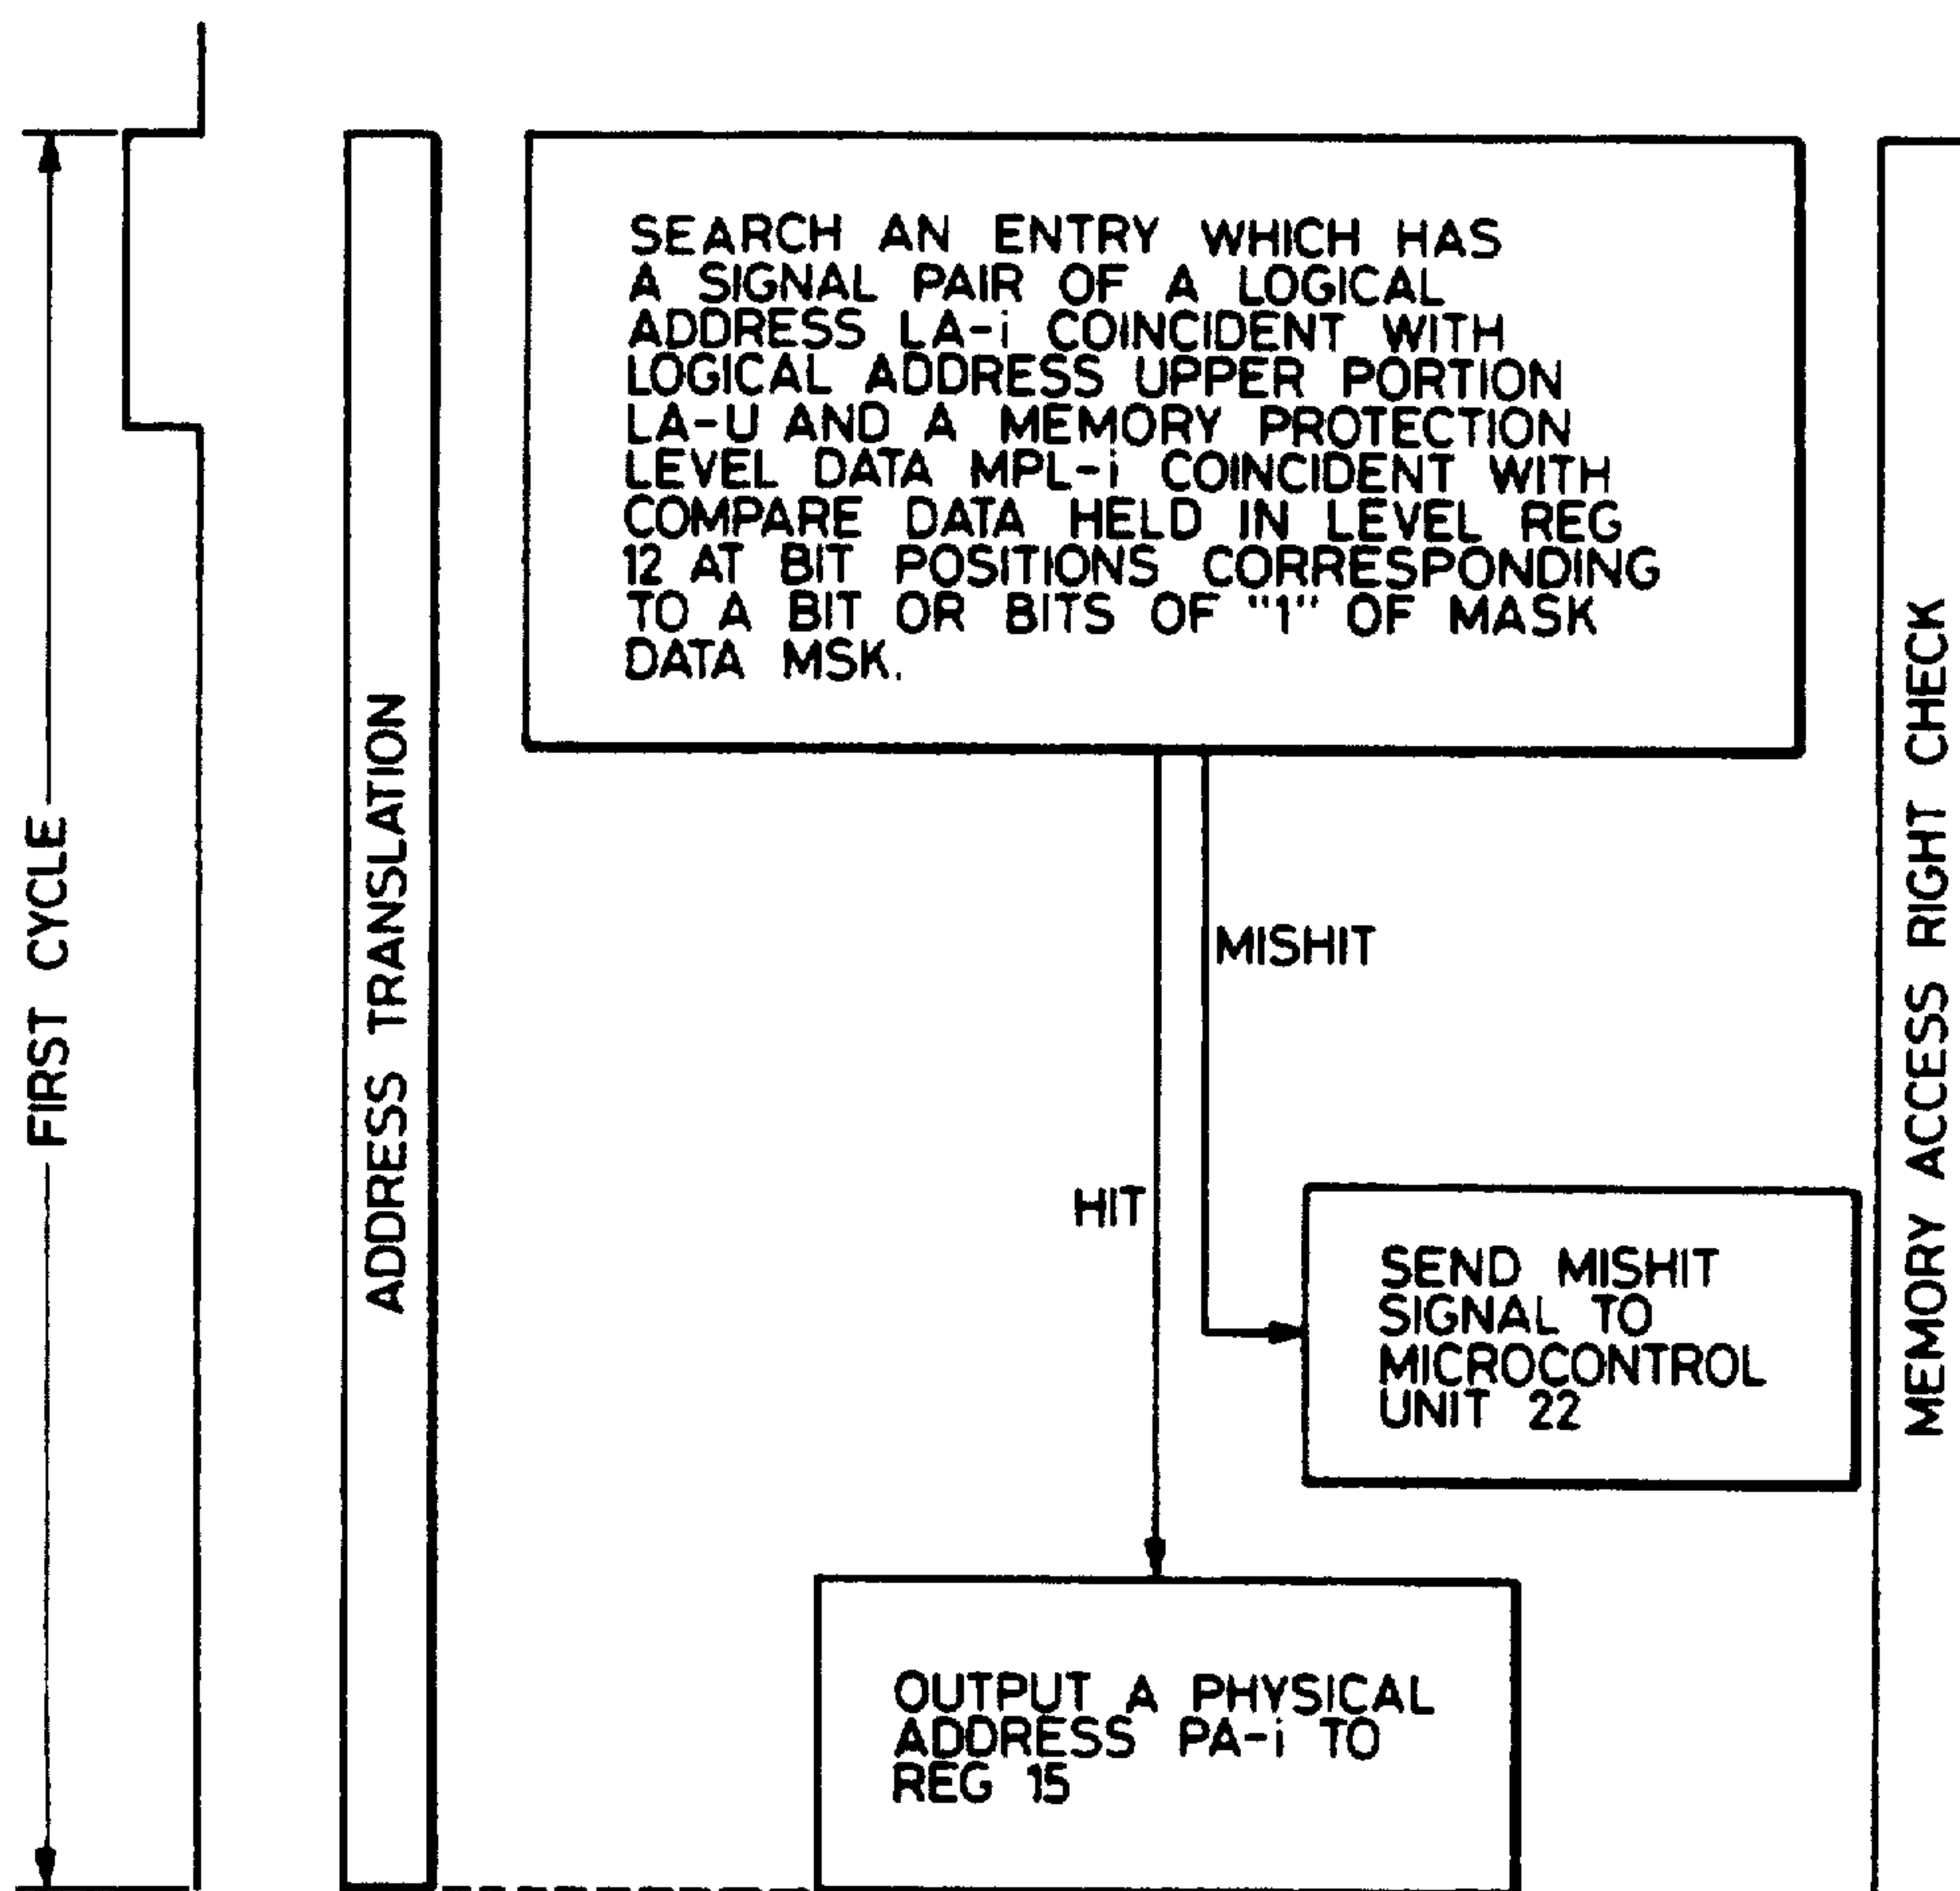 FIRST CYCLE
ADDRESS TRANSLATION
SEARCH AN ENTRY WHICH HAS
A SIGNAL PAIR OF A LOGICAL
ADDRESS LA-i COINCIDENT WITH
LOGICAL ADDRESS UPPER PORTION
LA-U AND A MEMORY PROTECTION
LEVEL DATA MPL-i COINCIDENT WITH
COMPARE DATA HELD IN LEVEL REG
12 AT BIT POSITIONS CORRESPONDING
TO A BIT OR BITS OF "1" OF MASK
DATA MSK.
MISHIT
HIT
SEND MISHIT
SIGNAL TO
MICROCONTROL
UNIT 22
OUTPUT A PHYSICAL
ADDRESS PA-i TO
REG 15
MEMORY ACCESS RIGHT CHECK